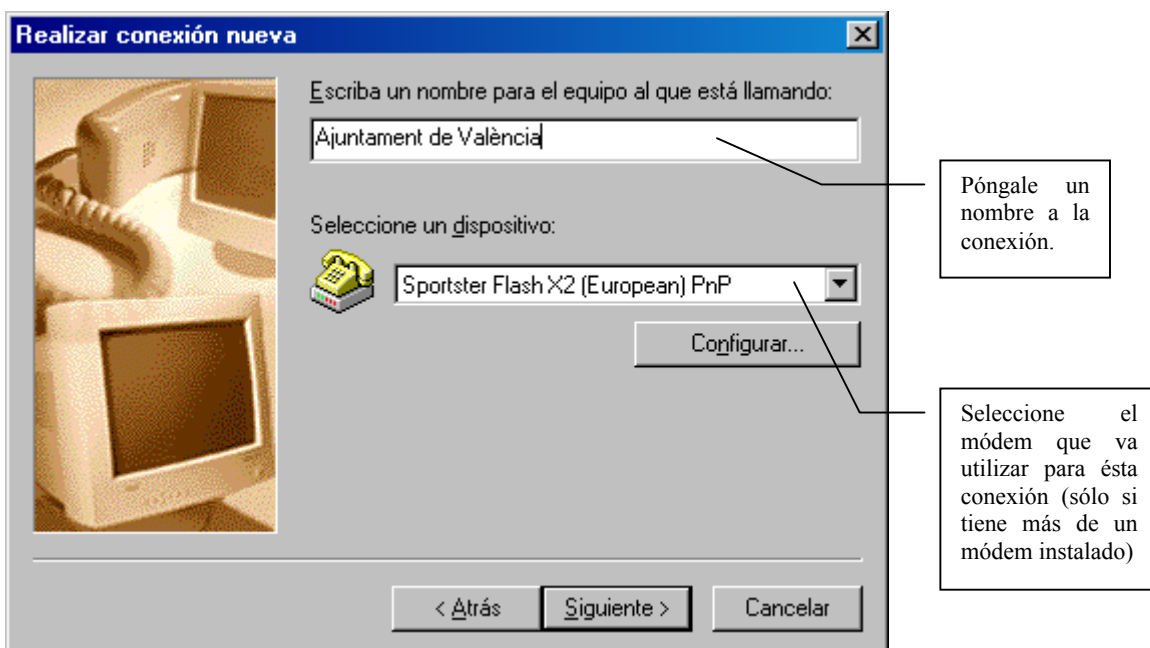 Realizar conexión nueva
Escriba un nombre para el equipo al que está llamando:
Ajuntament de València
Póngale un
nombre a la
conexión.
Seleccione un dispositivo:
Sportster Flash X2 (European) PnP
Configurar...
Seleccione el
módem que va
utilizar para ésta
conexión (sólo si
tiene más de un
módem instalado)
< Atrás
Siguiente >
Cancelar